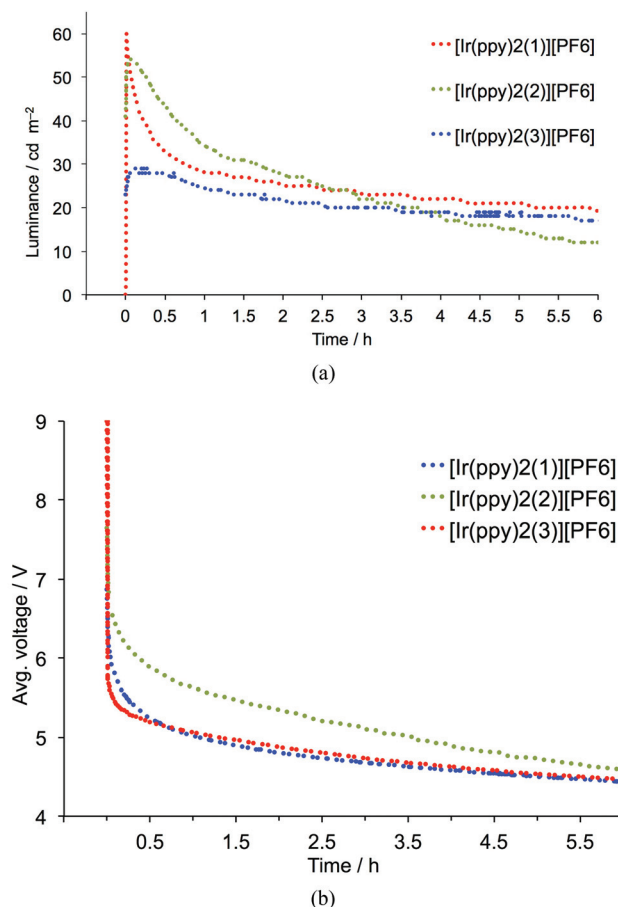 60
50
40
30
20
10
0
Luminance / cd m⁻²
[Ir(ppy)2(1)][PF6]
[Ir(ppy)2(2)][PF6]
[Ir(ppy)2(3)][PF6]
0 0.5 1 1.5 2 2.5 3 3.5 4 4.5 5 5.5 6
Time / h
(a)
9
8
7
6
5
4
Avg. voltage / V
[Ir(ppy)2(1)][PF6]
[Ir(ppy)2(2)][PF6]
[Ir(ppy)2(3)][PF6]
0.5 1.5 2.5 3.5 4.5 5.5
Time / h
(b)